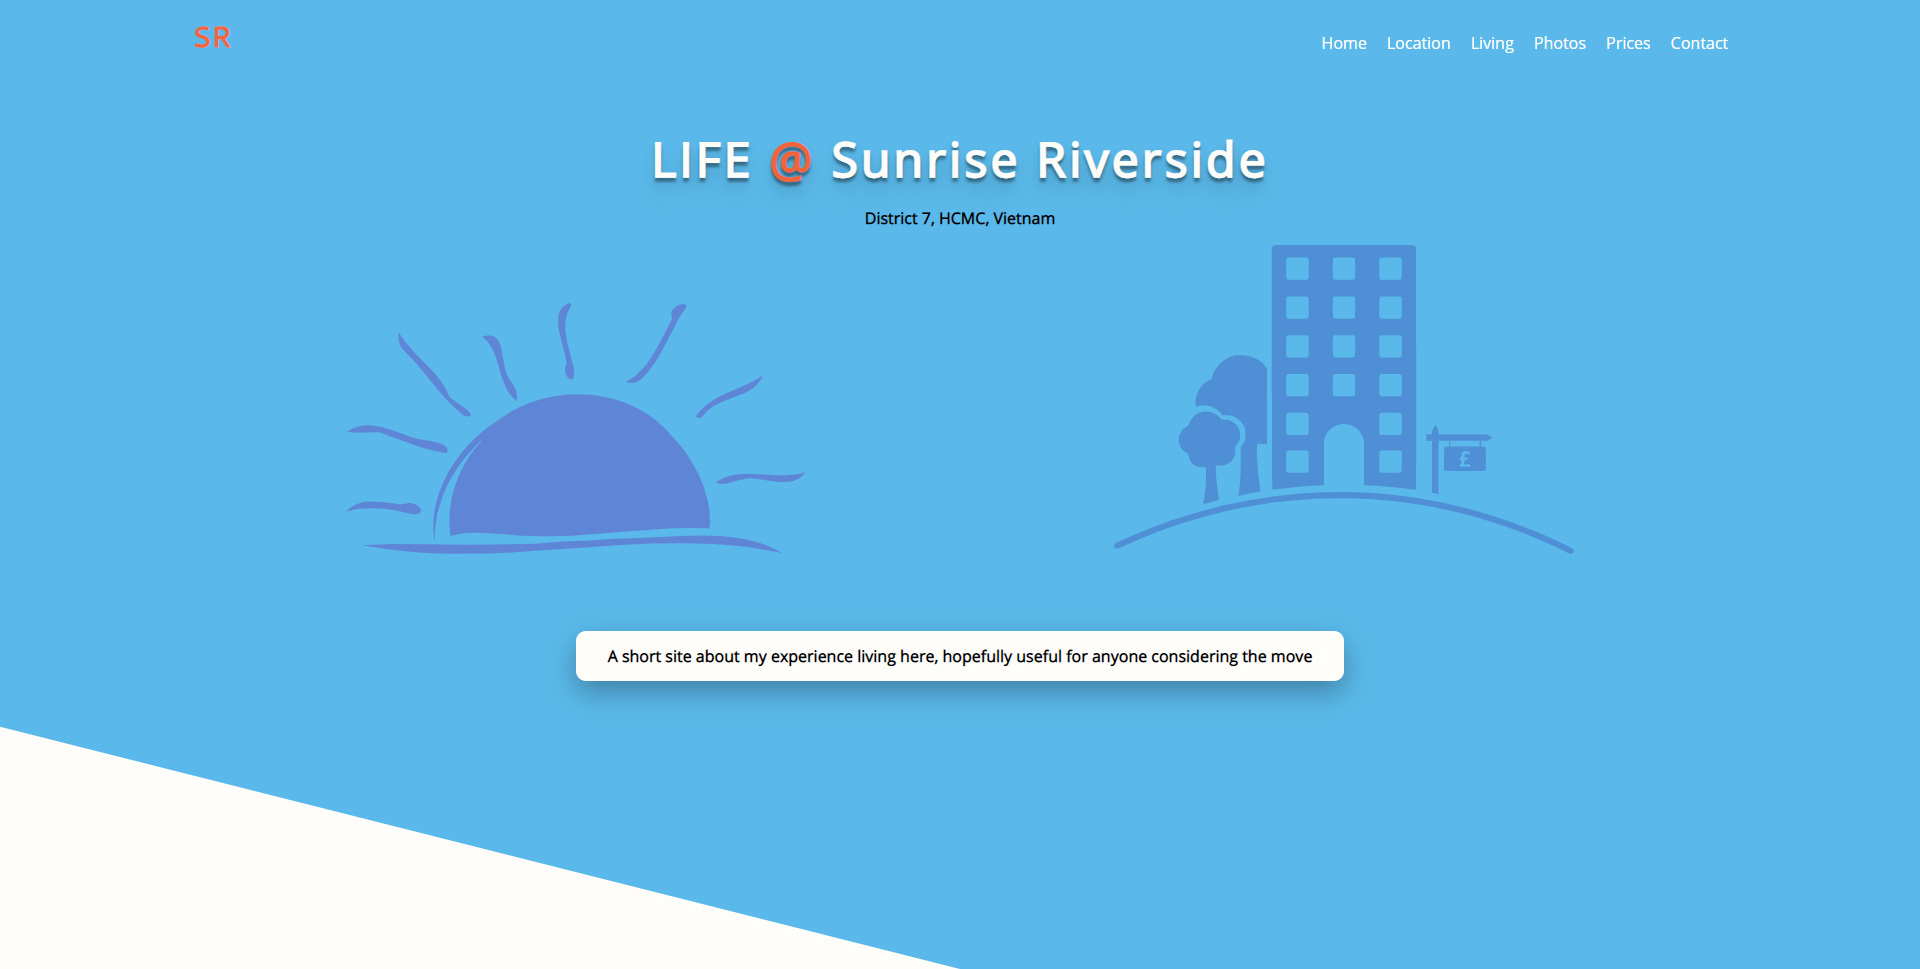 SR
Home Location Living Photos Prices Contact
LIFE @ Sunrise Riverside
District 7, HCMC, Vietnam
£
A short site about my experience living here, hopefully useful for anyone considering the move